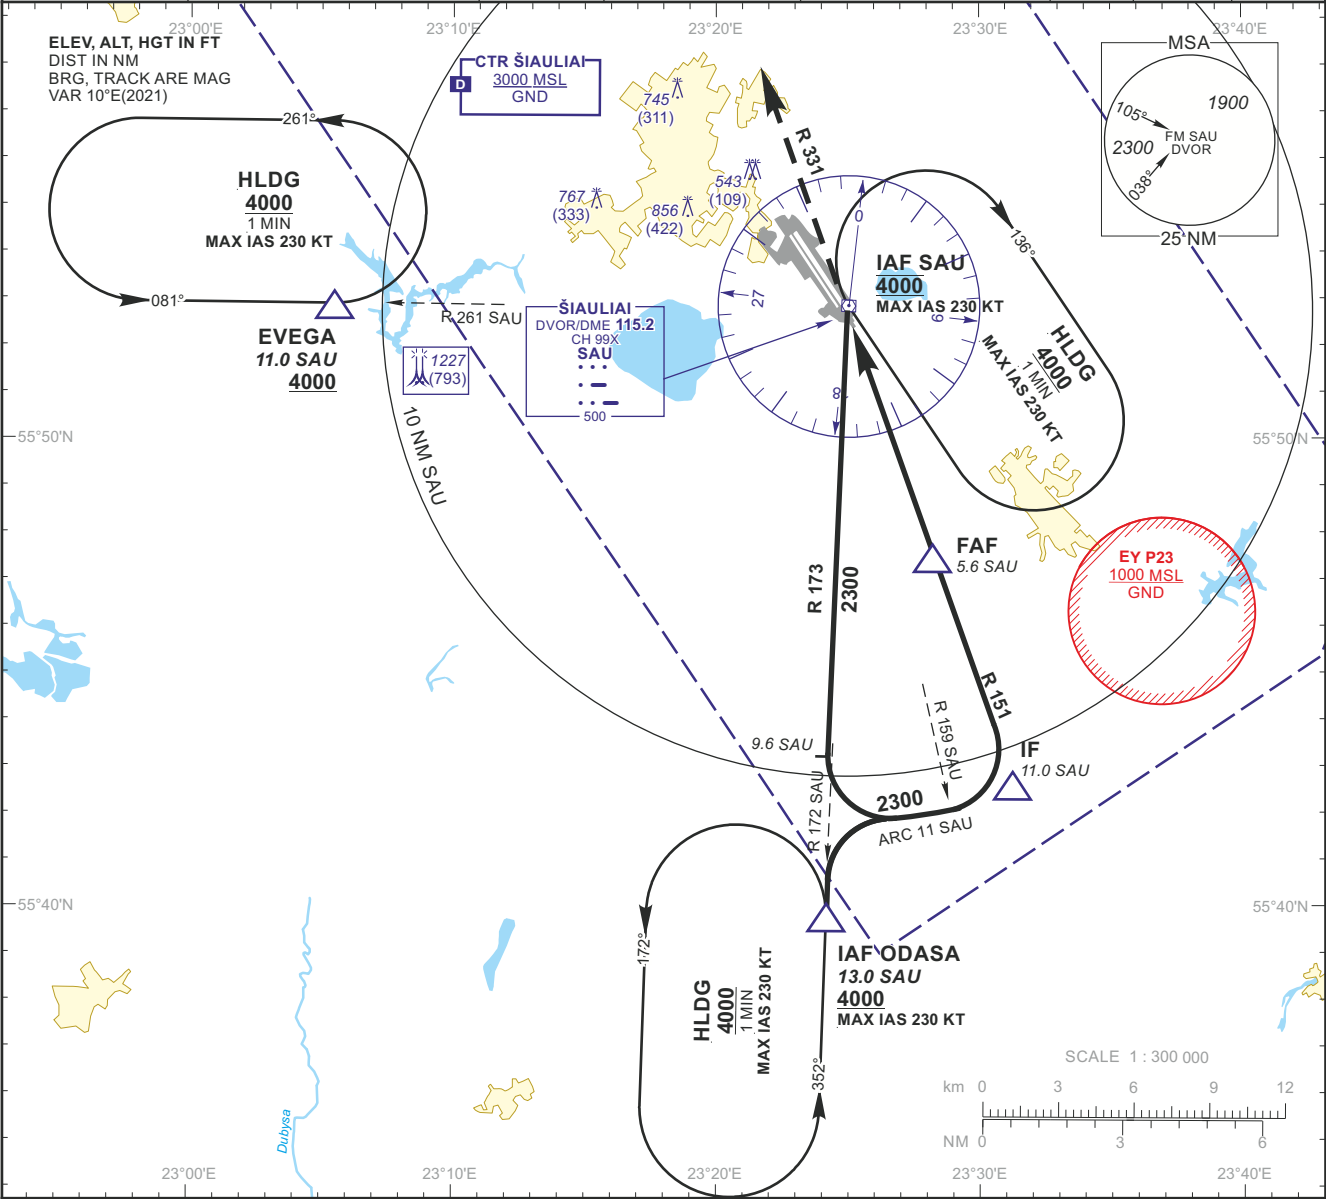 23°00'E
23°10'E
23°20'E
23°30'E
23°40'E
ELEV, ALT, HGT IN FT
DIST IN NM
BRG, TRACK ARE MAG
VAR 10°E(2021)
CTR ŠIAULIAI
D
3000 MSL
GND
MSA
105°
1900
FM SAU
DVOR
2300
038°
25 NM
745
(311)
R 331
261°
HLDG
4000
1 MIN
MAX IAS 230 KT
081°
767
(333)
856
(422)
543
(109)
0
9
18
27
136°
IAF SAU
4000
MAX IAS 230 KT
HLDG
4000
1 MIN
MAX IAS 230 KT
EVEGA
11.0 SAU
4000
R 261 SAU
1227
(793)
ŠIAULIAI
DVOR/DME 115.2
CH 99X
SAU
500
10 NM SAU
55°50'N
55°50'N
FAF
5.6 SAU
EY P23
1000 MSL
GND
R 173
2300
R 151
R 159 SAU
9.6 SAU
R 172 SAU
IF
11.0 SAU
2300
ARC 11 SAU
55°40'N
55°40'N
172°
HLDG
4000
1 MIN
MAX IAS 230 KT
352°
IAF ODASA
13.0 SAU
4000
MAX IAS 230 KT
Dubysa
SCALE 1 : 300 000
km 0 3 6 9 12
NM 0 3 6
23°00'E
23°10'E
23°20'E
23°30'E
23°40'E